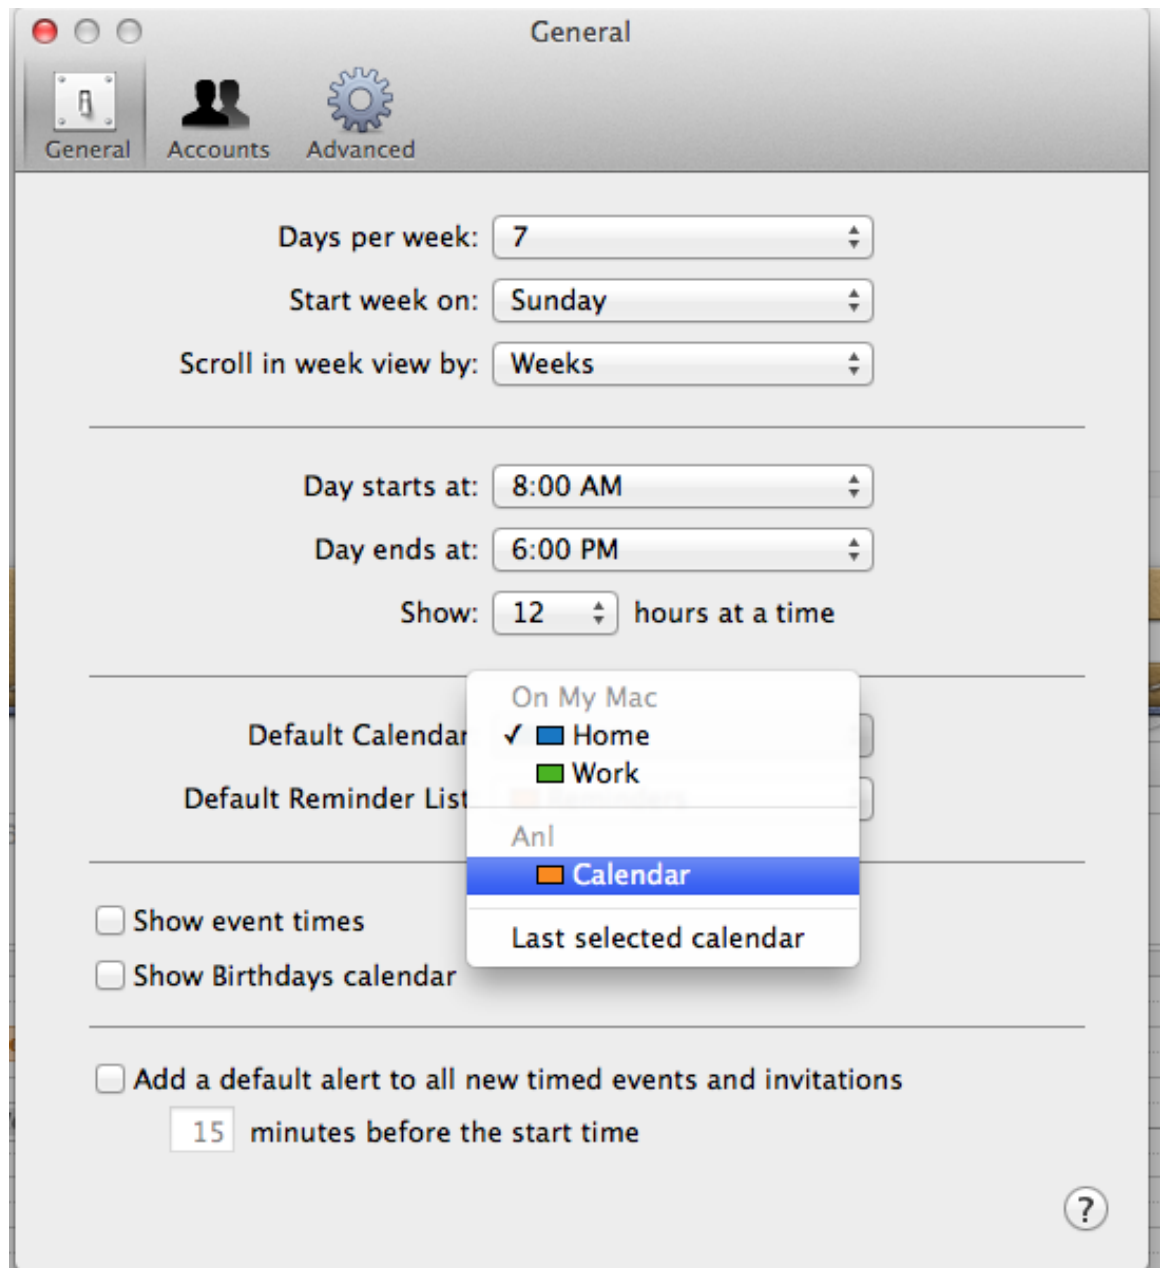 General
General Accounts Advanced
Days per week: 7
Start week on: Sunday
Scroll in week view by: Weeks
Day starts at: 8:00 AM
Day ends at: 6:00 PM
Show: 12 hours at a time
On My Mac
Default Calendar ✓ Home
Work
Default Reminder List Reminders
Anl
Calendar
Show event times
Last selected calendar
Show Birthdays calendar
Add a default alert to all new timed events and invitations
15 minutes before the start time
?